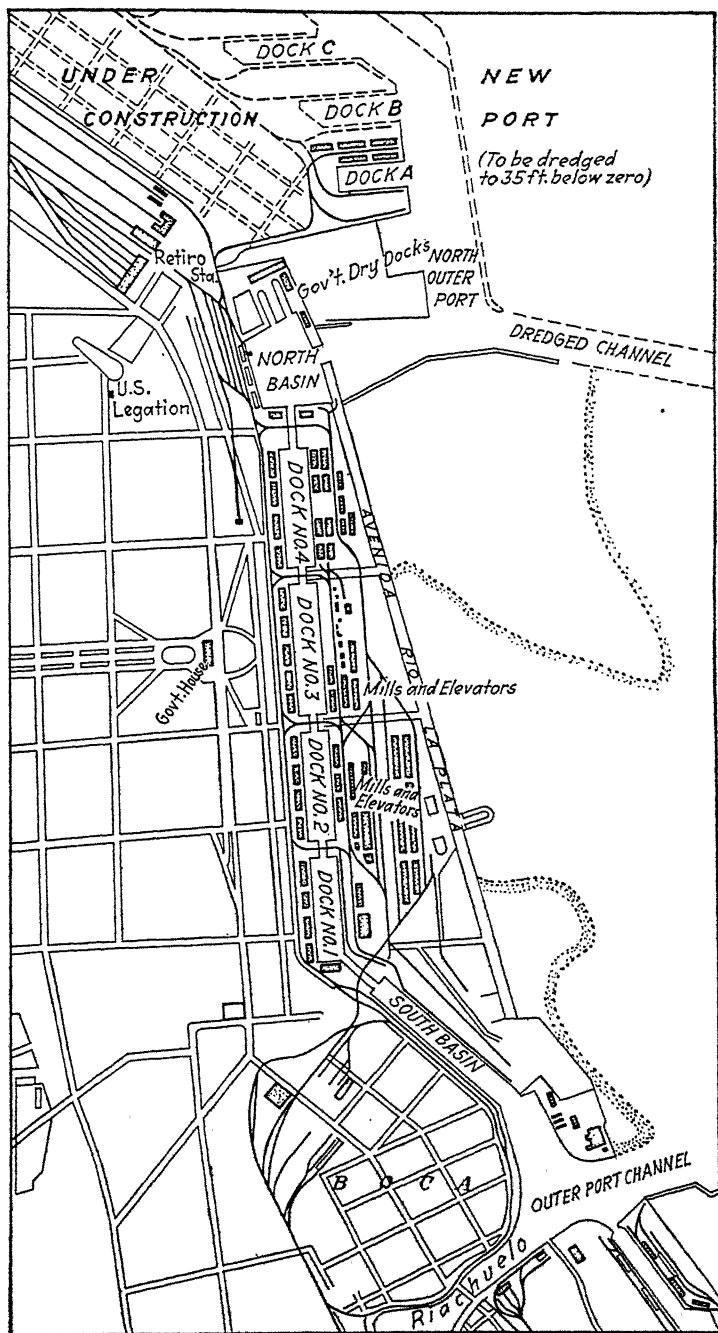 DOCK C
UNDER
CONSTRUCTION
NEW
PORT
(To be dredged
to 35 ft. below zero)
DOCK B
DOCK A
Retiro
Sta.
Gov't. Dry Docks
NORTH
OUTER
PORT
DREDGED CHANNEL
NORTH
BASIN
U.S.
Legation
DOCK NO.4
AVENIDA RIO LA PLATA
DOCK NO.3
Govt. House
Mills and Elevators
DOCK NO.2
Mills and
Elevators
DOCK NO.1
SOUTH BASIN
BOCA
OUTER PORT CHANNEL
Riachuelo